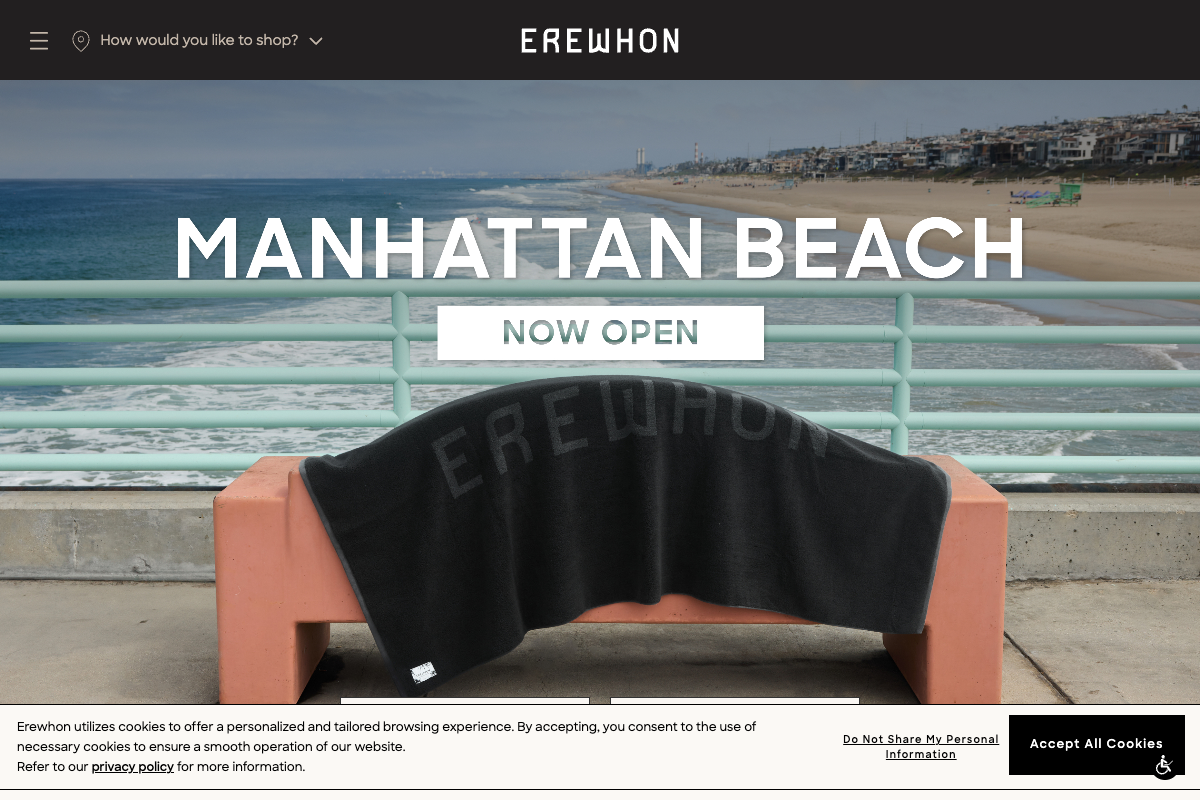 How would you like to shop?
EREWHON
MANHATTAN BEACH
NOW OPEN
EREWHON
Erewhon utilizes cookies to offer a personalized and tailored browsing experience. By accepting, you consent to the use of
necessary cookies to ensure a smooth operation of our website.
Refer to our privacy policy for more information.
Do Not Share My Personal
Information
Accept All Cookies